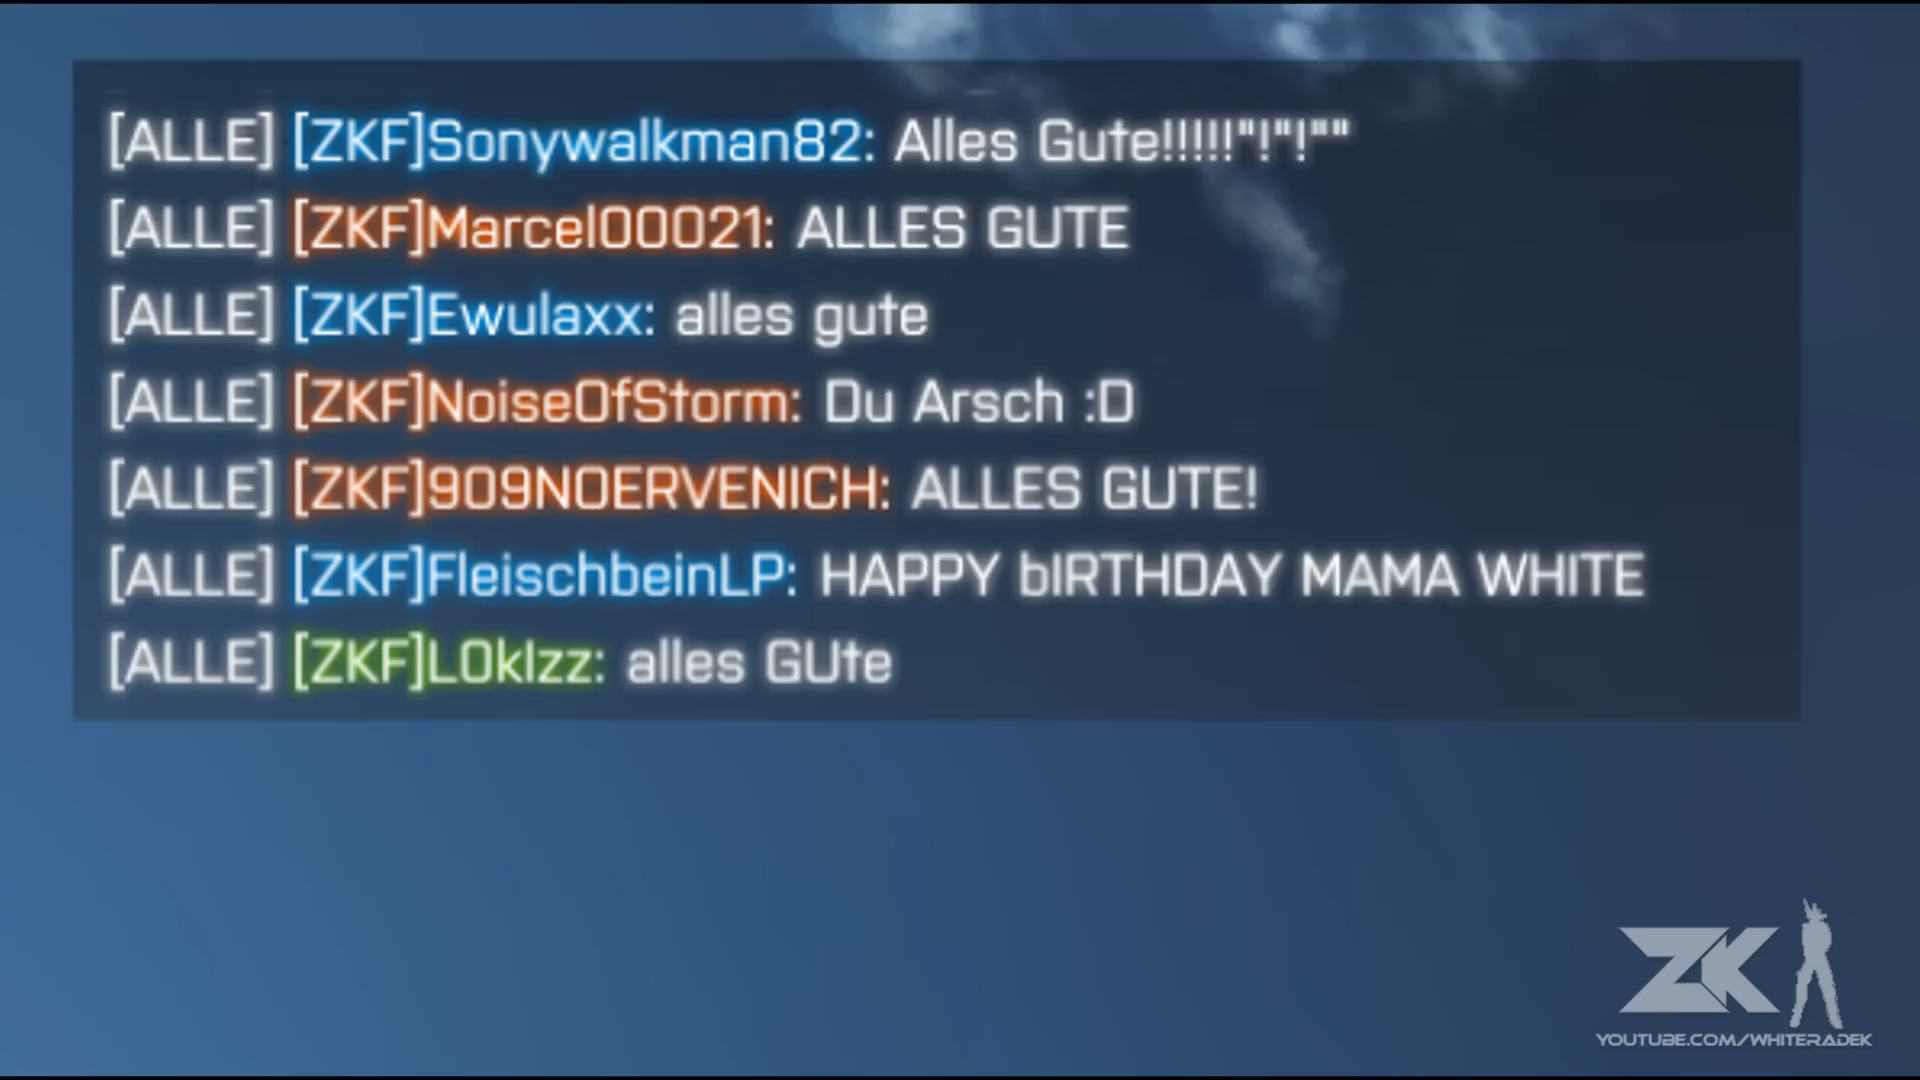 [ALLE] [ZKF]Sonywalkman82: Alles Gute!!!!!"!"!""
[ALLE] [ZKF]Marcel00021: ALLES GUTE
[ALLE] [ZKF]Ewulaxx: alles gute
[ALLE] [ZKF]NoiseOfStorm: Du Arsch :D
[ALLE] [ZKF]909NOERVENICH: ALLES GUTE!
[ALLE] [ZKF]FleischbeinLP: HAPPY bIRTHDAY MAMA WHITE
[ALLE] [ZKF]L0kIzz: alles GUte
ZK
YOUTUBE.COM/WHITERADEK